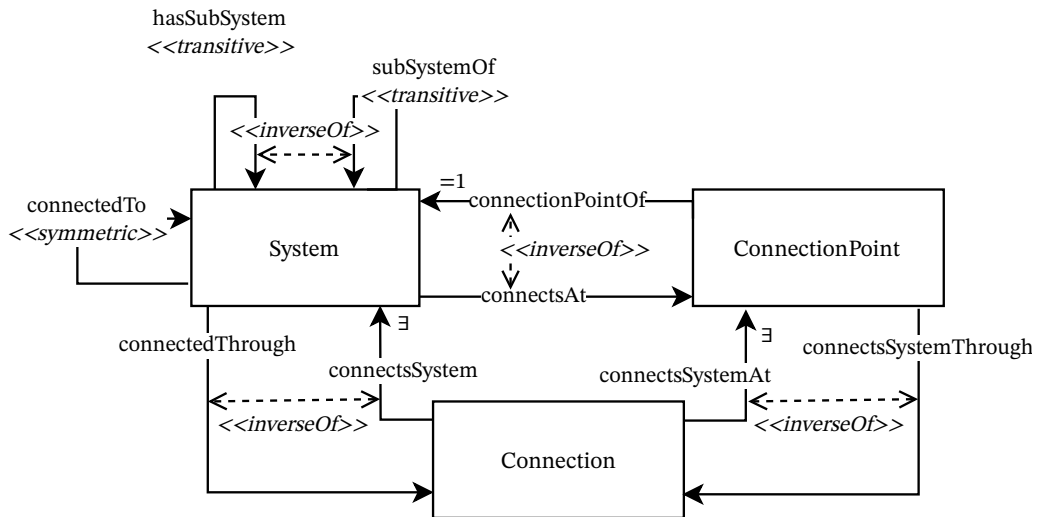 hasSubSystem
<<transitive>>
subSystemOf
<<transitive>>
<<inverseOf>>
=1
connectionPointOf
connectedTo
<<symmetric>>
System
<<inverseOf>>
ConnectionPoint
connectsAt
∃
∃
connectedThrough
connectsSystemThrough
connectsSystem
connectsSystemAt
<<inverseOf>>
<<inverseOf>>
Connection